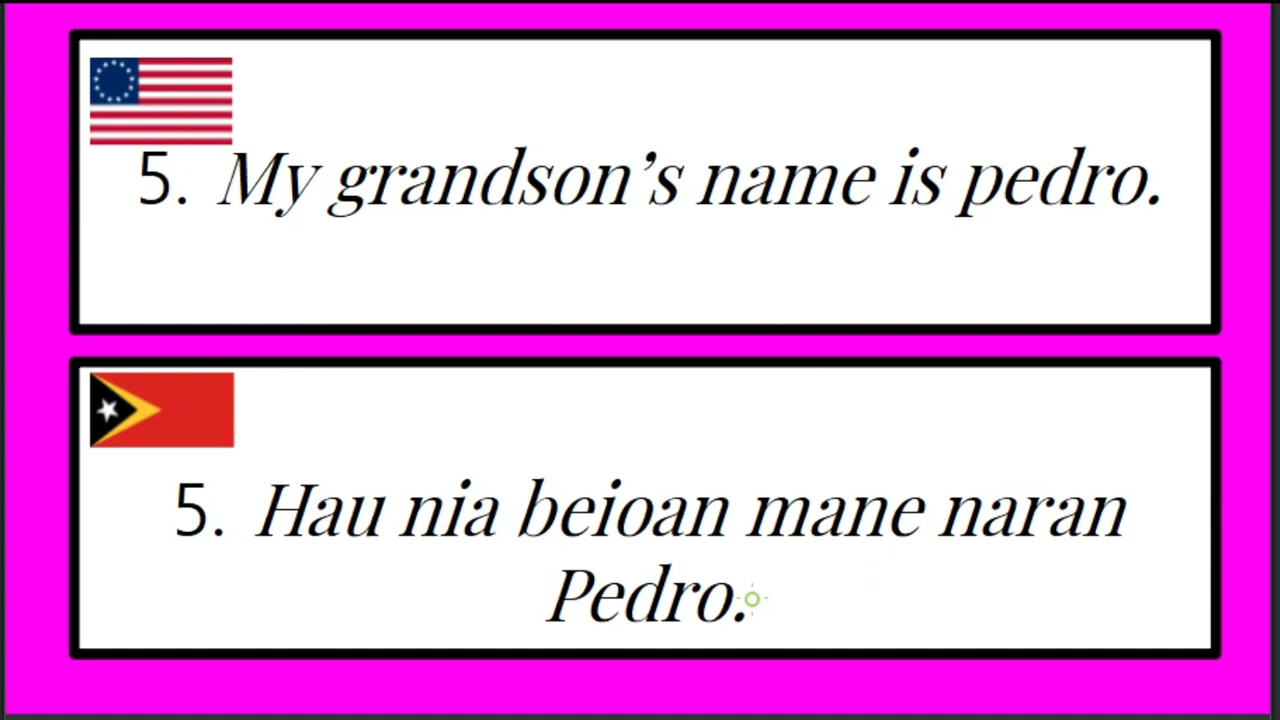 5. My grandson’s name is pedro.
5. Hau nia beioan mane naran
Pedro.